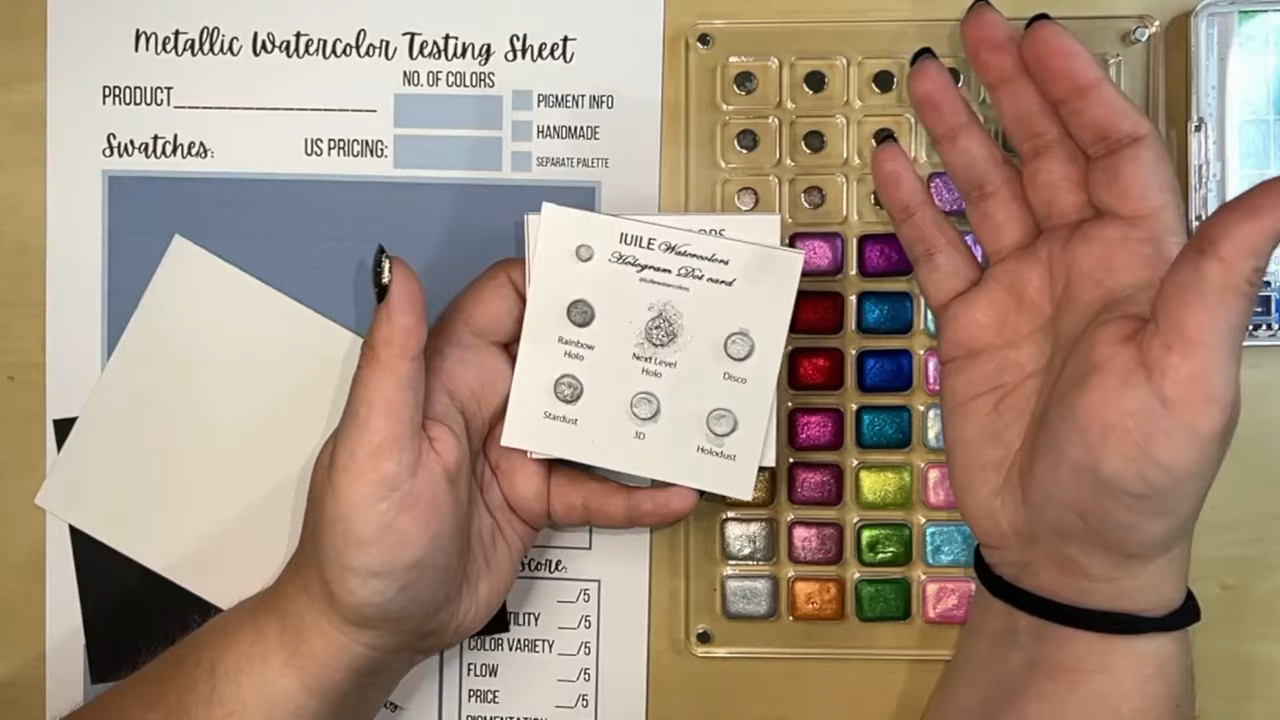 Metallic Watercolor Testing Sheet
NO. OF COLORS
PRODUCT
PIGMENT INFO
HANDMADE
Swatches:
US PRICING:
SEPARATE PALETTE
IUILE Watercolors
Hologram Dot card
Rainbow
Holo
Next Level
Holo
Disco
Stardust
3D
Holodust
/5
/5
COLOR VARIETY /5
FLOW /5
PRICE /5